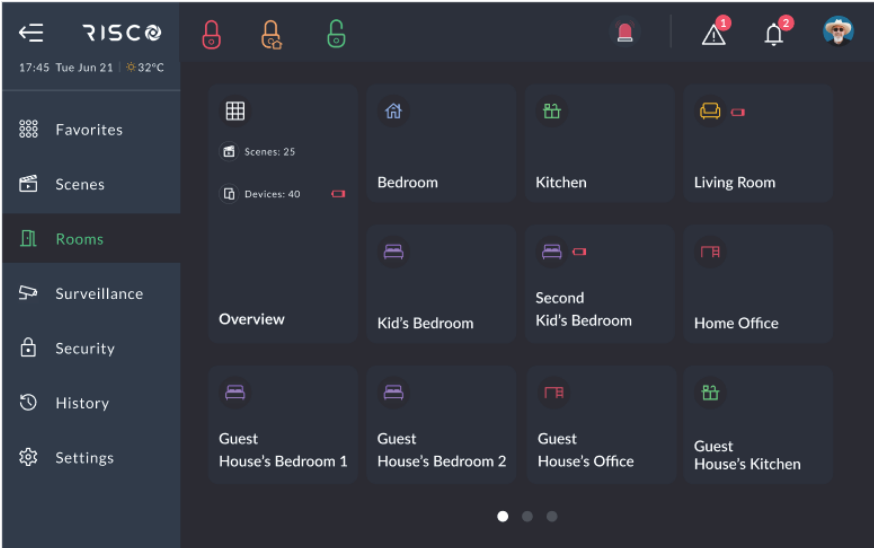 RISCO
1
2
17:45 Tue Jun 21 32°C
Favorites
Scenes
Rooms
Surveillance
Security
History
Settings
Scenes: 25
Devices: 40
Overview
Bedroom
Kitchen
Living Room
Kid's Bedroom
Second
Kid's Bedroom
Home Office
Guest
House's Bedroom 1
Guest
House's Bedroom 2
Guest
House's Office
Guest
House's Kitchen